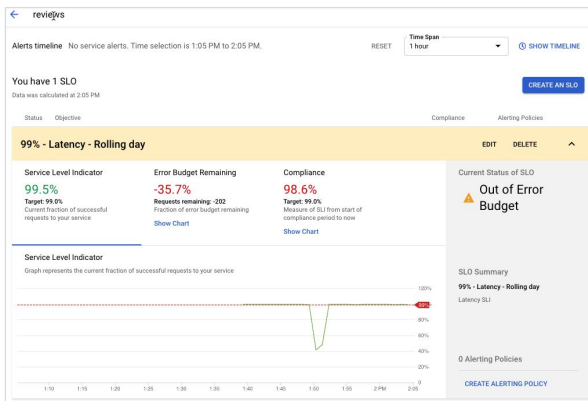 reviews
Alerts timeline No service alerts. Time selection is 1:05 PM to 2:05 PM.
RESET
Time Span
1 hour
SHOW TIMELINE
You have 1 SLO
Data was calculated at 2:05 PM
CREATE AN SLO
Status Objective Compliance Alerting Policies
99% - Latency - Rolling day
EDIT DELETE
Service Level Indicator
99.5%
Target: 99.0%
Current fraction of successful
requests to your service
Error Budget Remaining
-35.7%
Requests remaining: -202
Fraction of error budget remaining
Show Chart
Compliance
98.6%
Target: 99.0%
Measure of SLI from start of
compliance period to now
Show Chart
Current Status of SLO
Out of Error
Budget
Service Level Indicator
Graph represents the current fraction of successful requests to your service
120%
99%
80%
60%
40%
20%
0
1:10 1:15 1:20 1:25 1:30 1:35 1:40 1:45 1:50 1:55 2 PM 2:05
SLO Summary
99% - Latency - Rolling day
Latency SLI
0 Alerting Policies
CREATE ALERTING POLICY